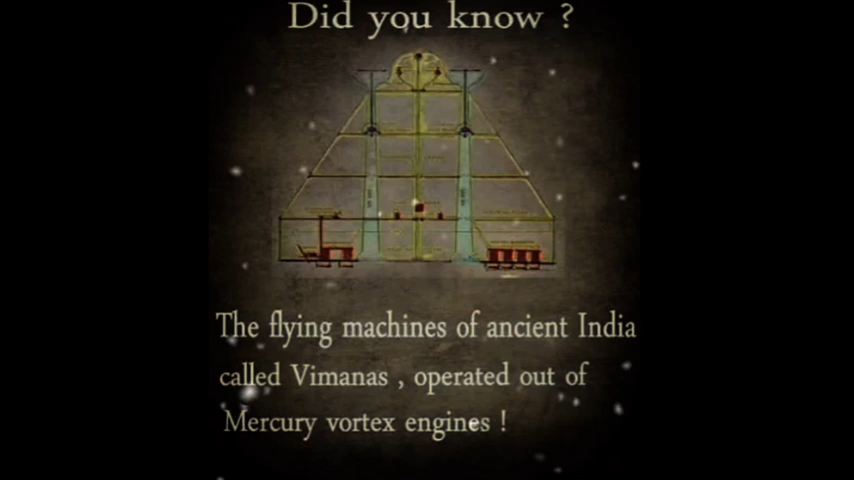 Did you know ?
The flying machines of ancient India
called Vimanas , operated out of
Mercury vortex engines !